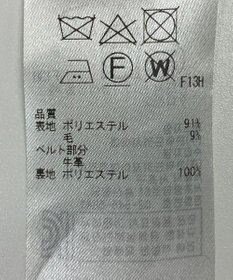 F
W
F13H
品質
表地 ポリエステル 91%
毛 9%
ベルト部分
牛革
裏地 ポリエステル 100%